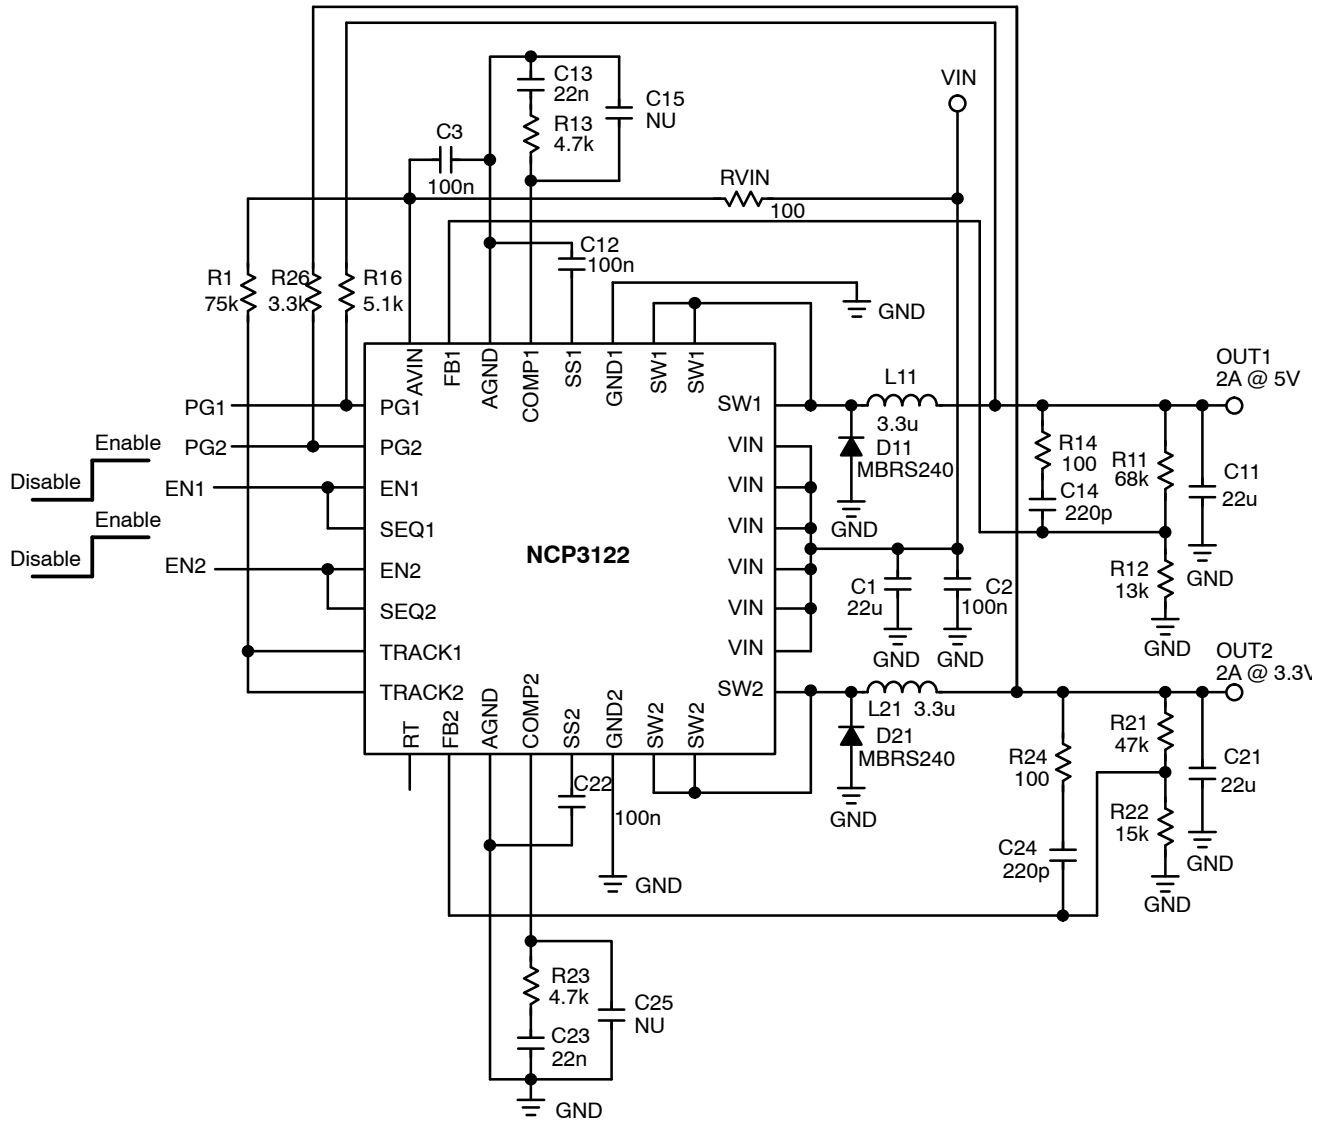 C13
22n
R13
4.7k
C15
NU
VIN
C3
100n
RVIN
100
C12
100n
R1
75k
R26
3.3k
R16
5.1k
GND
AVIN
FB1
AGND
COMP1
SS1
GND1
SW1
SW1
OUT1
2A @ 5V
PG1
PG1
SW1
L11
3.3u
PG2
PG2
VIN
D11
MBRS240
GND
Enable
Disable
EN1
EN1
VIN
R14
100
C14
220p
R11
68k
C11
22u
GND
Enable
Disable
SEQ1
VIN
NCP3122
EN2
EN2
VIN
C1
22u
GND
C2
100n
GND
R12
13k
GND
SEQ2
VIN
TRACK1
VIN
TRACK2
SW2
OUT2
2A @ 3.3V
L21 3.3u
D21
MBRS240
GND
RT
FB2
AGND
COMP2
SS2
GND2
SW2
SW2
R21
47k
R24
100
C21
22u
GND
C22
100n
R22
15k
GND
C24
220p
GND
R23
4.7k
C25
NU
C23
22n
GND